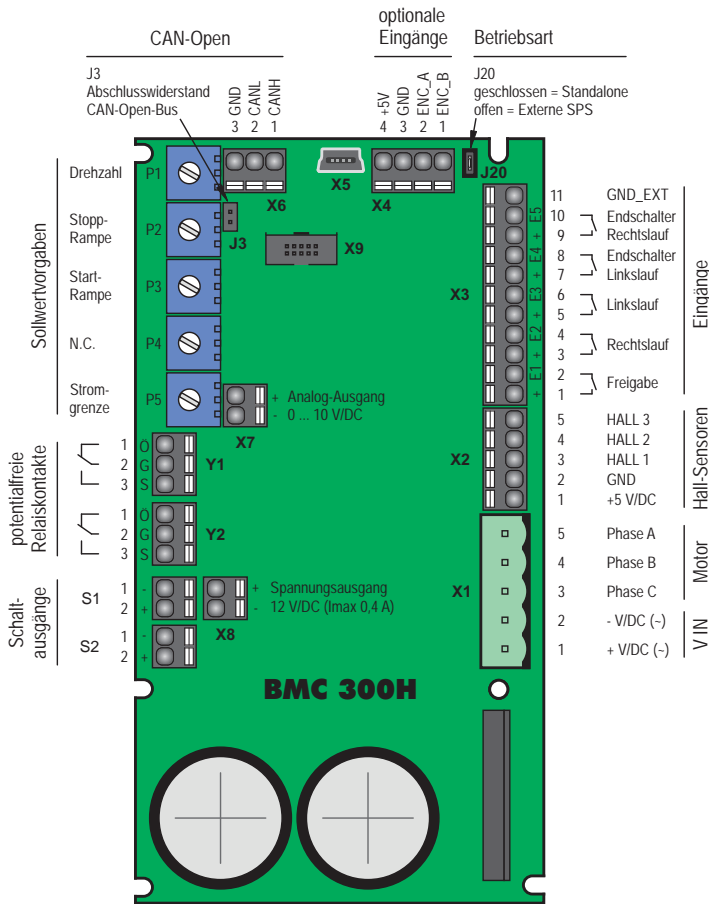 CAN-Open
optionale
Eingänge
Betriebsart
J3
Abschlusswiderstand
CAN-Open-Bus
GND
CANL
CANH
3 2 1
+5V
GND
ENC_A
ENC_B
4 3 2 1
J20
geschlossen = Standalone
offen = Externe SPS
Sollwertvorgaben
Drehzahl
P1
Stopp-
Rampe
P2
Start-
Rampe
P3
N.C.
P4
Strom-
grenze
P5
X6
J3
X5
X4
J20
X9
X7
+ Analog-Ausgang
- 0 ... 10 V/DC
X3
E5
+
E4
+
E3
+
E2
+
E1
+
11 GND_EXT
10 Endschalter
9 Rechtslauf
8 Endschalter
7 Linkslauf
6
5
Linkslauf
4
3
Rechtslauf
2
1
Freigabe
Eingänge
potentialfreie
Relaiskontakte
1 Ö
2 G
3 S
Y1
1 Ö
2 G
3 S
Y2
X2
5 HALL 3
4 HALL 2
3 HALL 1
2 GND
1 +5 V/DC
Hall-Sensoren
Schalt-
ausgänge
S1
1 -
2 +
S2
1 -
2 +
X8
+ Spannungsausgang
- 12 V/DC (Imax 0,4 A)
X1
5 Phase A
4 Phase B
3 Phase C
2 - V/DC (~)
1 + V/DC (~)
Motor
V IN
BMC 300H